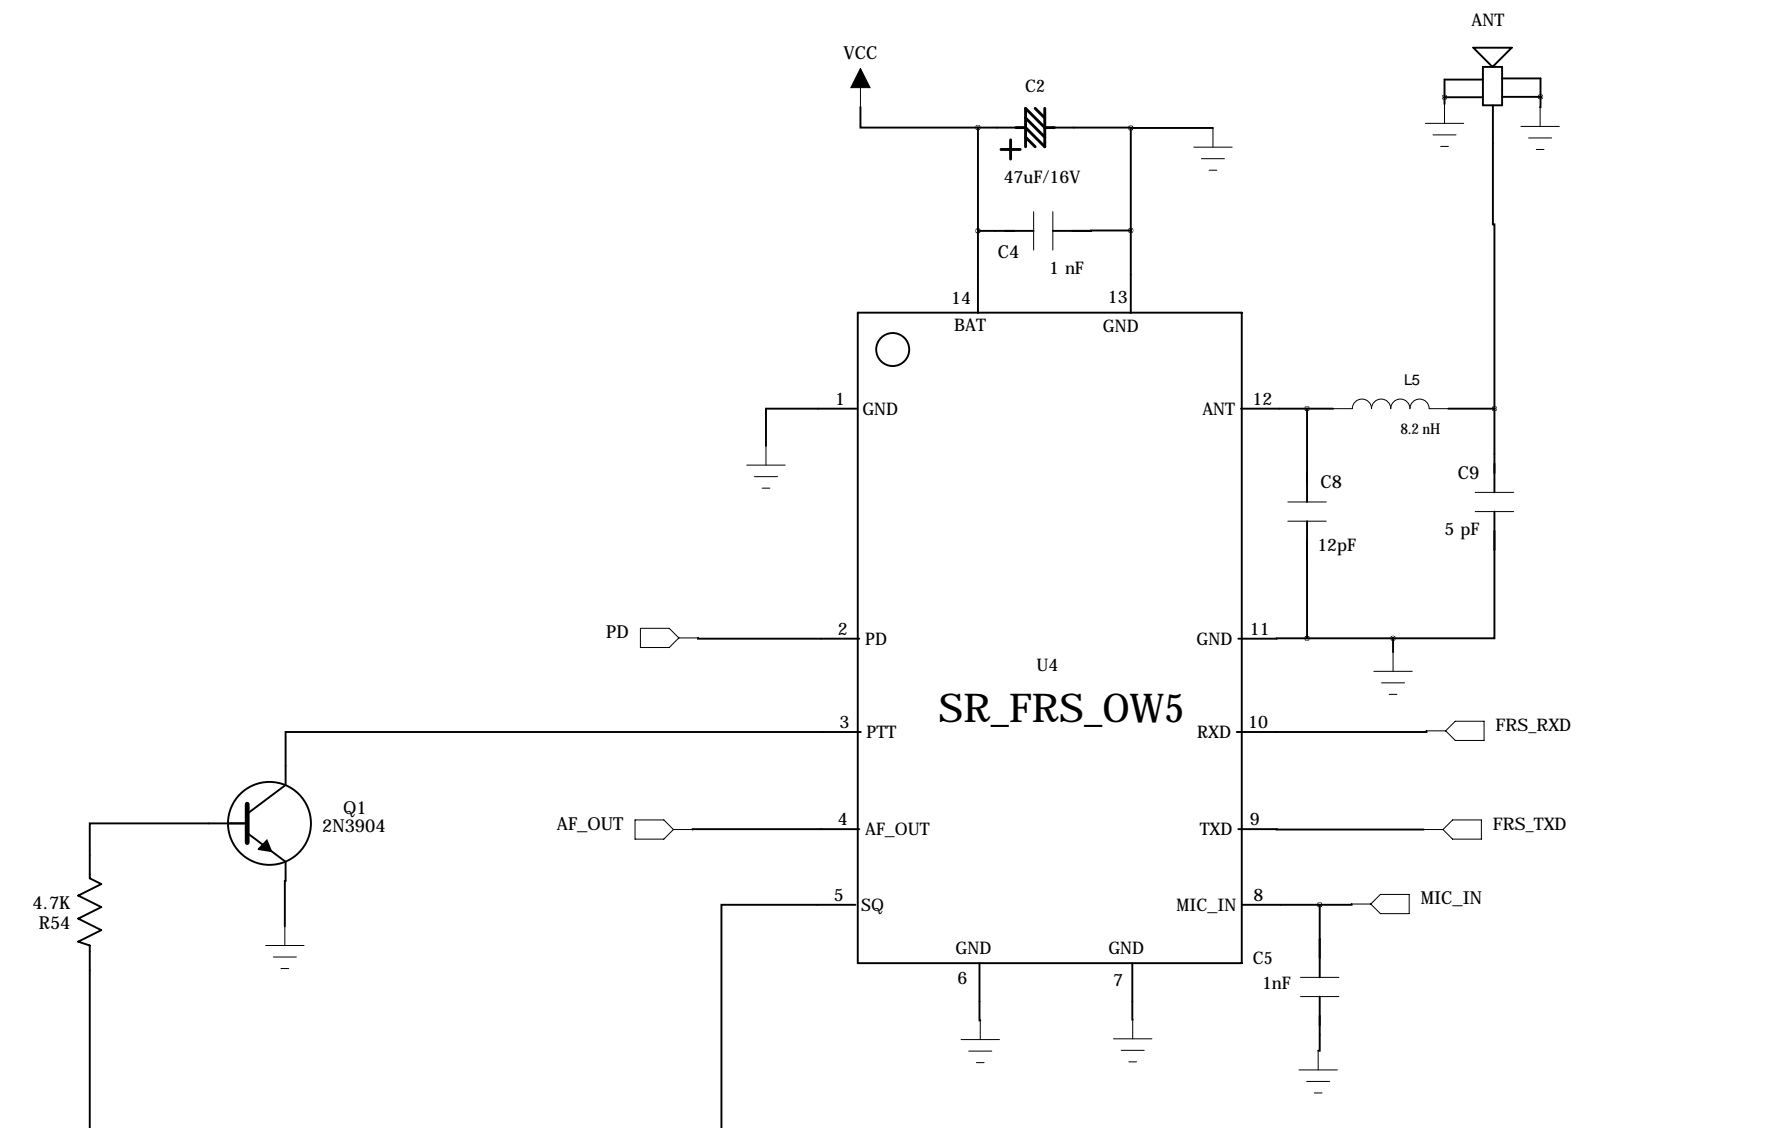 ANT
VCC
C2
47uF/16V
C4
1 nF
14
13
BAT
GND
1
GND
ANT
12
L5
8.2 nH
C8
12pF
C9
5 pF
PD
2
PD
GND
11
U4
SR_FRS_OW5
3
PTT
RXD
10
FRS_RXD
Q1
2N3904
AF_OUT
4
AF_OUT
TXD
9
FRS_TXD
4.7K
R54
5
SQ
MIC_IN
8
MIC_IN
GND
GND
6
7
C5
1nF